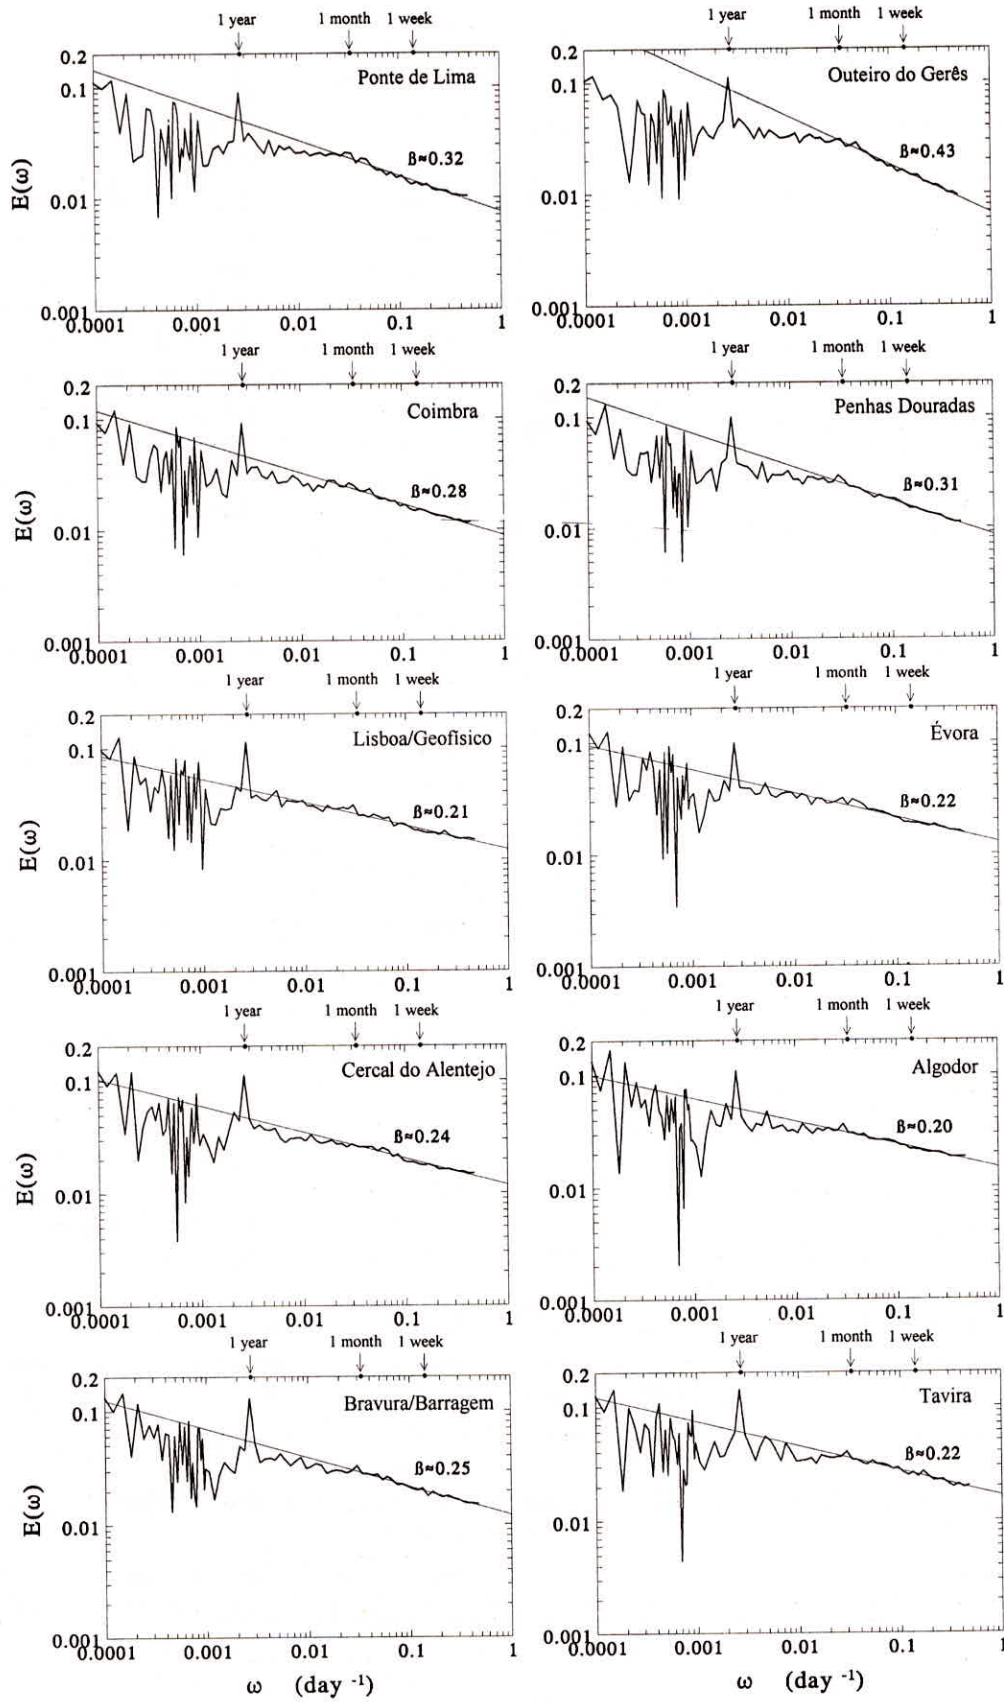 1 year 1 month 1 week
0.2
0.1
0.01
0.001
E(ω)
Ponte de Lima
β≈0.32
0.0001 0.001 0.01 0.1 1
1 year 1 month 1 week
0.2
0.1
0.01
0.001
Outeiro do Gerês
β≈0.43
0.0001 0.001 0.01 0.1 1
1 year 1 month 1 week
0.2
0.1
0.01
0.001
E(ω)
Coimbra
β≈0.28
0.0001 0.001 0.01 0.1 1
1 year 1 month 1 week
0.2
0.1
0.01
0.001
Penhas Douradas
β≈0.31
0.0001 0.001 0.01 0.1 1
1 year 1 month 1 week
0.2
0.1
0.01
0.001
E(ω)
Lisboa/Geofísico
β≈0.21
0.0001 0.001 0.01 0.1 1
1 year 1 month 1 week
0.2
0.1
0.01
0.001
Évora
β≈0.22
0.0001 0.001 0.01 0.1 1
1 year 1 month 1 week
0.2
0.1
0.01
0.001
E(ω)
Cercal do Alentejo
β≈0.24
0.0001 0.001 0.01 0.1 1
1 year 1 month 1 week
0.2
0.1
0.01
0.001
Algodor
β≈0.20
0.0001 0.001 0.01 0.1 1
1 year 1 month 1 week
0.2
0.1
0.01
0.001
E(ω)
Bravura/Barragem
β≈0.25
0.0001 0.001 0.01 0.1 1
ω (day -1)
1 year 1 month 1 week
0.2
0.1
0.01
0.001
Tavira
β≈0.22
0.0001 0.001 0.01 0.1 1
ω (day -1)